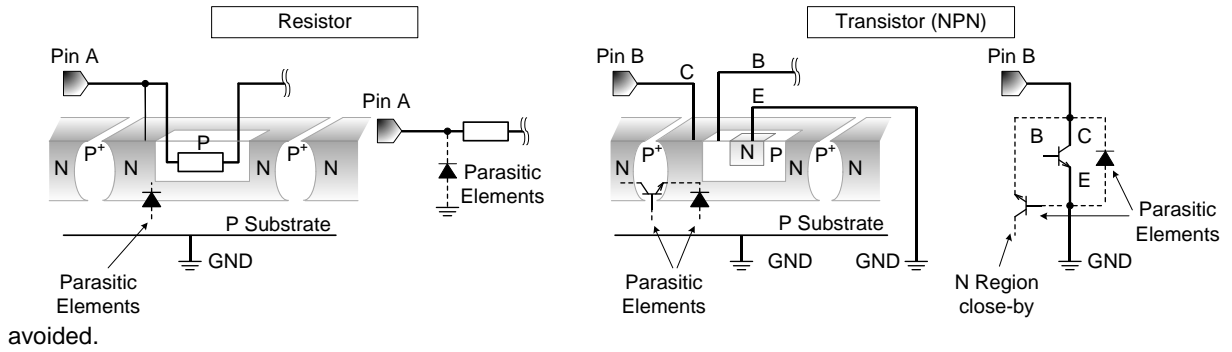 Resistor
Transistor (NPN)
Pin A
Pin B
Pin B
B
C
E
Pin A
P
N
P+
N
N
P+
N
N
P+
N
N
P
N
P+
N
B
C
E
Parasitic
Elements
P Substrate
P Substrate
Parasitic
Elements
GND
GND
GND
GND
Parasitic
Elements
Parasitic
Elements
N Region
close-by
avoided.